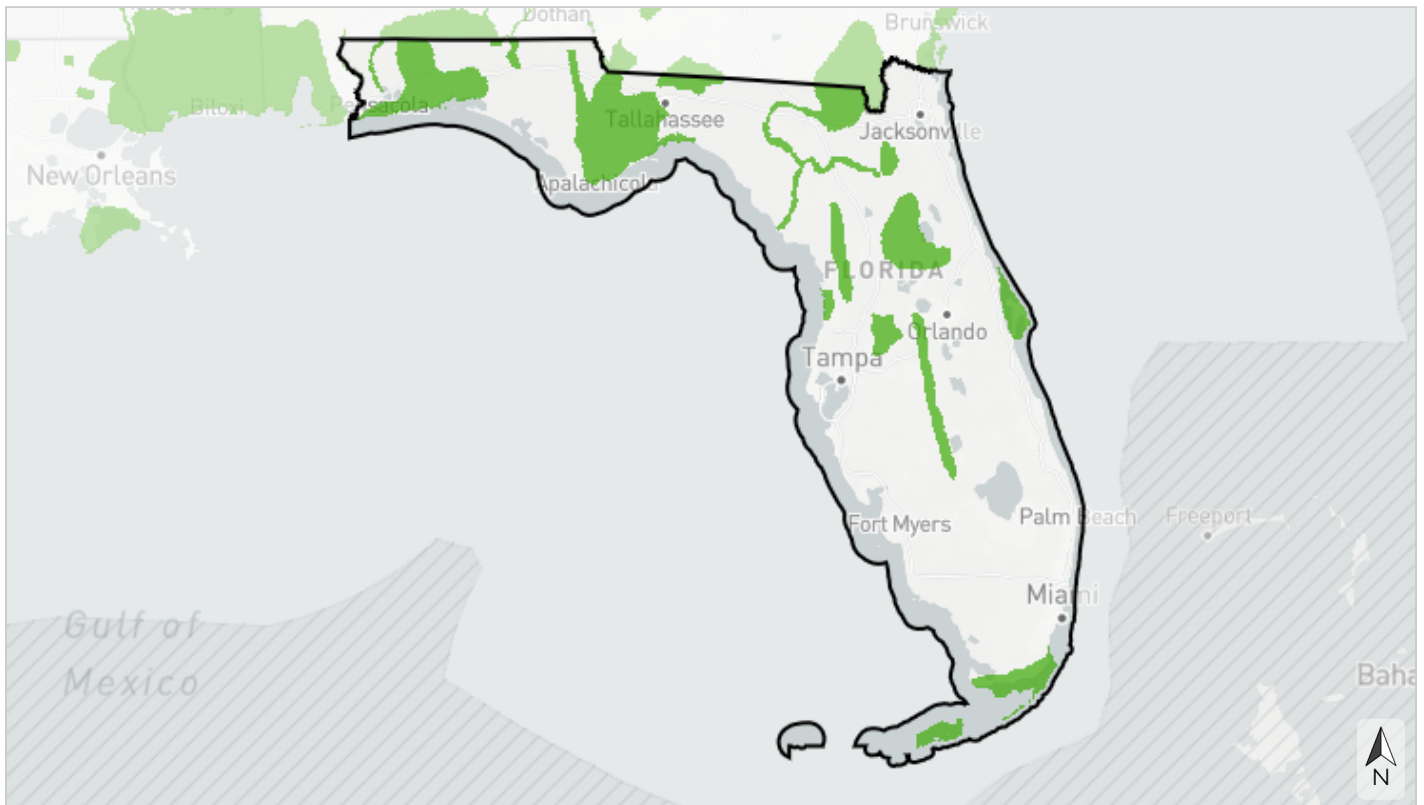 Dothan
Brunswick
Biloxi
Pensacola
Tallahassee
Jacksonville
New Orleans
Apalachicola
FLORIDA
Orlando
Tampa
Fort Myers
Palm Beach
Freeport
Miami
Gulf of
Mexico
Baha
N